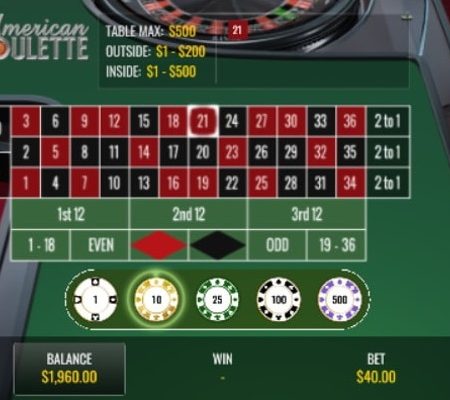 American
ROULETTE
TABLE MAX: $500
OUTSIDE: $1 - $200
INSIDE: $1 - $500
21
3 6 9 12 15 18 21 24 27 30 33 36 2 to 1
2 5 8 11 14 17 20 23 26 29 32 35 2 to 1
1 4 7 10 13 16 19 22 25 28 31 34 2 to 1
1st 12 2nd 12 3rd 12
1 - 18 EVEN ODD 19 - 36
1 10 25 100 500
BALANCE WIN BET
$1,960.00 - $40.00